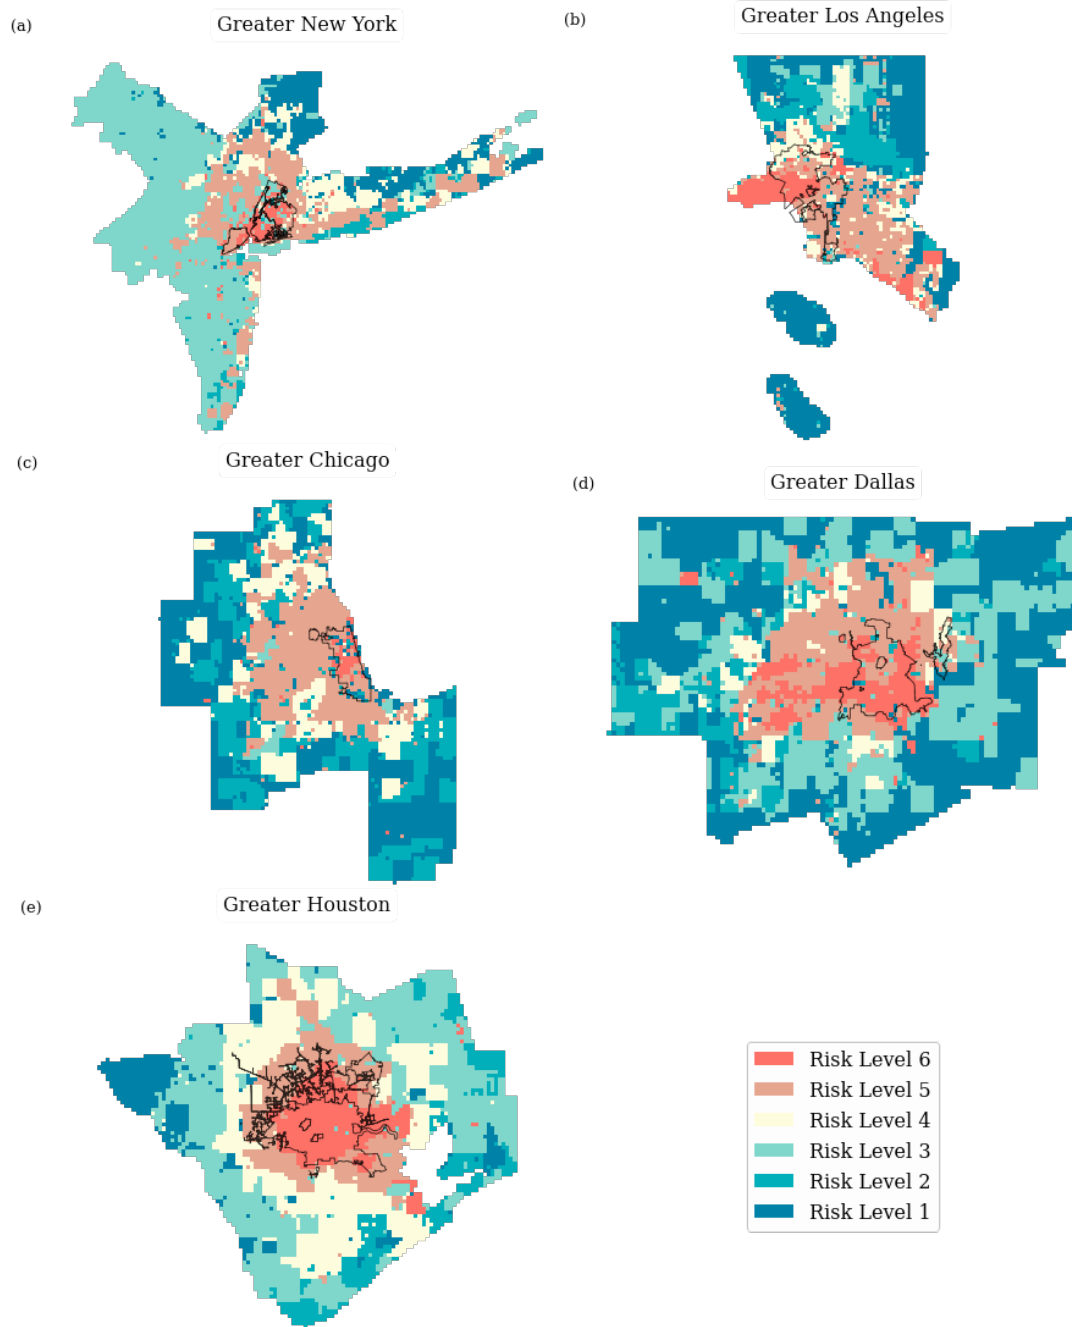 (a)
Greater New York
(b)
Greater Los Angeles
(c)
Greater Chicago
(d)
Greater Dallas
(e)
Greater Houston
Risk Level 6
Risk Level 5
Risk Level 4
Risk Level 3
Risk Level 2
Risk Level 1